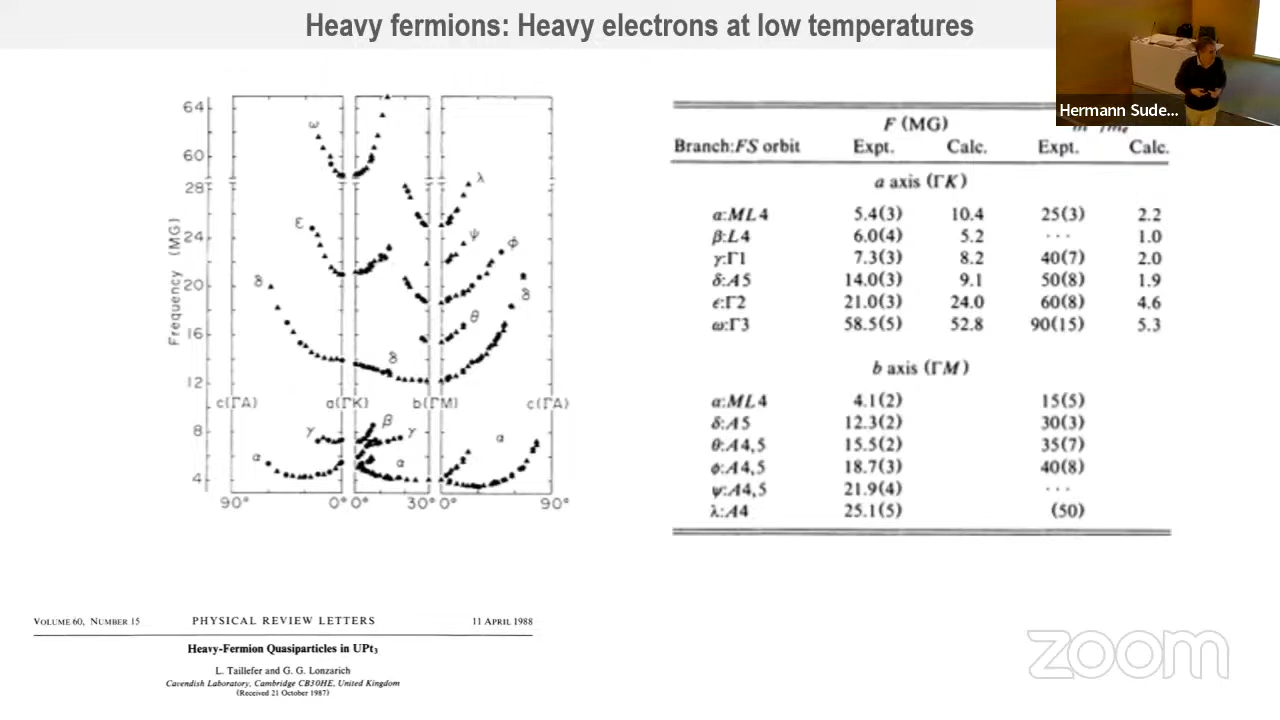 Heavy fermions: Heavy electrons at low temperatures
Hermann Sude...
64
60
28
24
20
16
12
8
4
Frequency (MG)
ω
ε
δ
λ
ψ
φ
δ
θ
δ
c(ΓA) a(ΓK) b(ΓM) c(ΓA)
γ β γ α
α α
90° 0° 0° 30° 0° 90°
F (MG)
Branch:FS orbit Expt. Calc. Expt. Calc.
a axis (ΓK)
α:ML4 5.4(3) 10.4 25(3) 2.2
β:L4 6.0(4) 5.2 ··· 1.0
γ:Γ1 7.3(3) 8.2 40(7) 2.0
δ:A5 14.0(3) 9.1 50(8) 1.9
ε:Γ2 21.0(3) 24.0 60(8) 4.6
ω:Γ3 58.5(5) 52.8 90(15) 5.3
b axis (ΓM)
α:ML4 4.1(2) 15(5)
δ:A5 12.3(2) 30(3)
θ:A4,5 15.5(2) 35(7)
φ:A4,5 18.7(3) 40(8)
ψ:A4,5 21.9(4) ···
λ:A4 25.1(5) (50)
VOLUME 60, NUMBER 15 PHYSICAL REVIEW LETTERS 11 APRIL 1988
Heavy-Fermion Quasiparticles in UPt₃
L. Taillefer and G. G. Lonzarich
Cavendish Laboratory, Cambridge CB30HE, United Kingdom
(Received 21 October 1987)
zoom